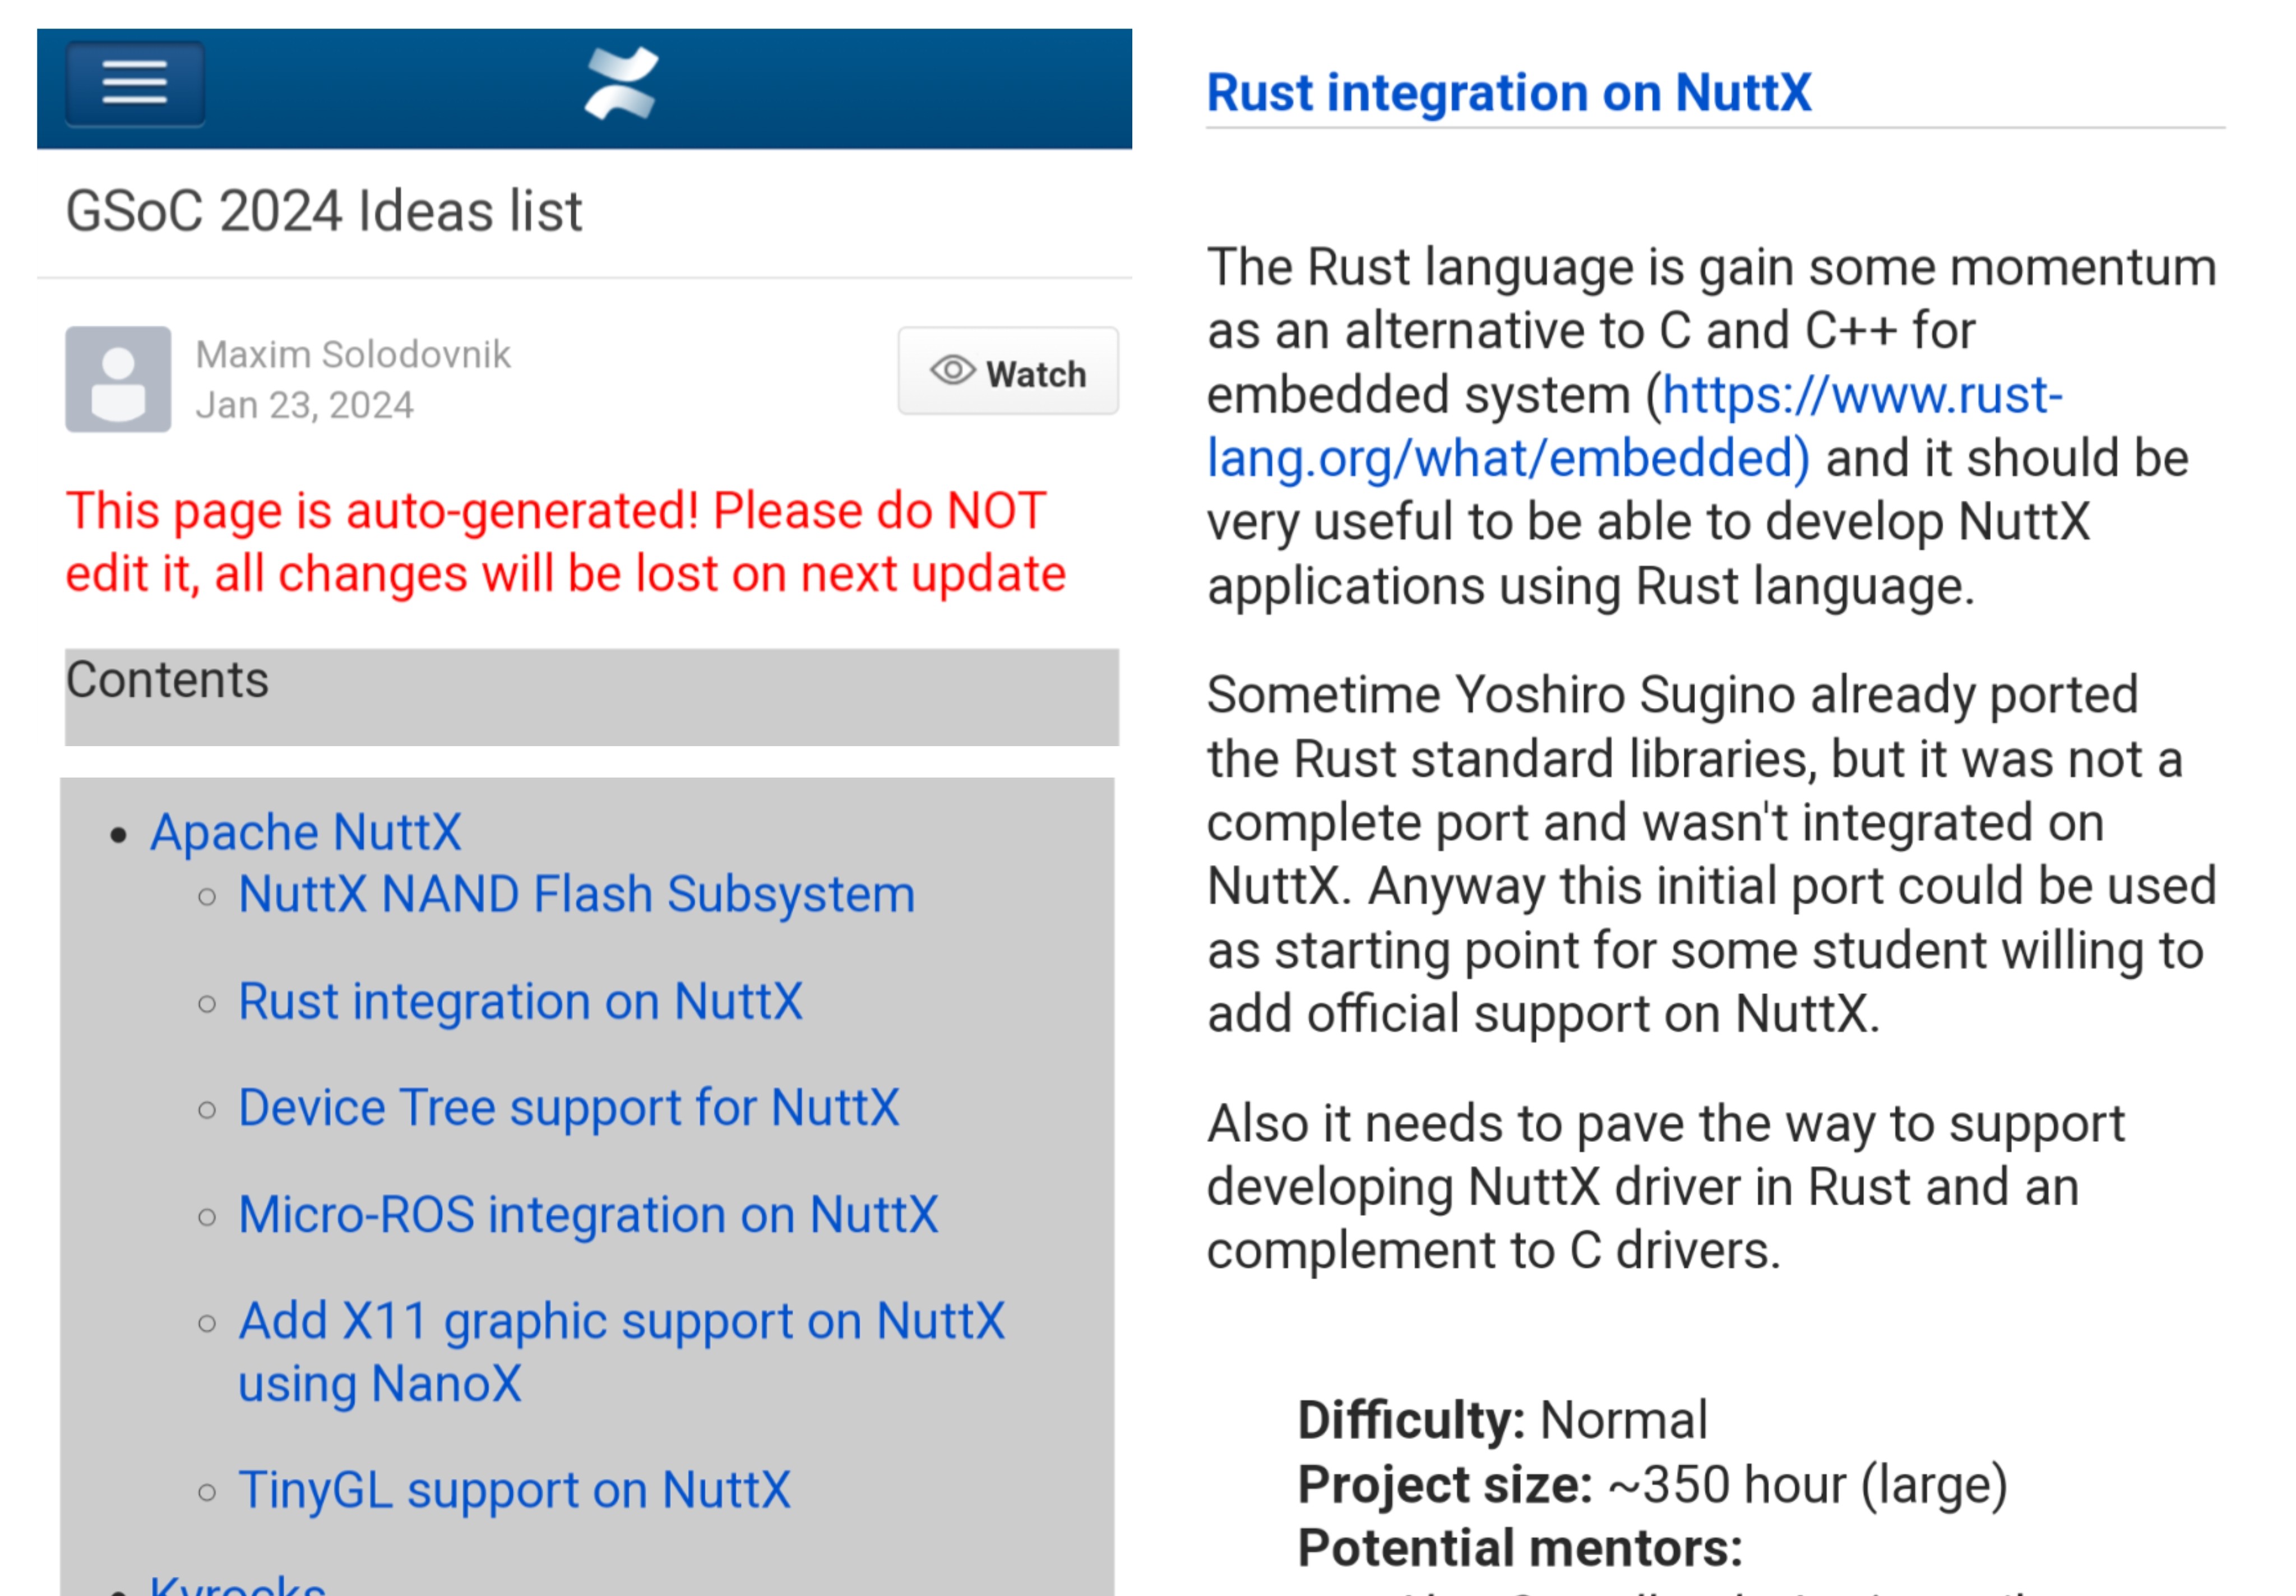 GSoC 2024 Ideas list
Maxim Solodovnik
Jan 23, 2024
Watch
This page is auto-generated! Please do NOT
edit it, all changes will be lost on next update
Contents
Apache NuttX
NuttX NAND Flash Subsystem
Rust integration on NuttX
Device Tree support for NuttX
Micro-ROS integration on NuttX
Add X11 graphic support on NuttX
using NanoX
TinyGL support on NuttX
Rust integration on NuttX
The Rust language is gain some momentum
as an alternative to C and C++ for
embedded system (https://www.rust-
lang.org/what/embedded) and it should be
very useful to be able to develop NuttX
applications using Rust language.
Sometime Yoshiro Sugino already ported
the Rust standard libraries, but it was not a
complete port and wasn't integrated on
NuttX. Anyway this initial port could be used
as starting point for some student willing to
add official support on NuttX.
Also it needs to pave the way to support
developing NuttX driver in Rust and an
complement to C drivers.
Difficulty: Normal
Project size: ~350 hour (large)
Potential mentors: